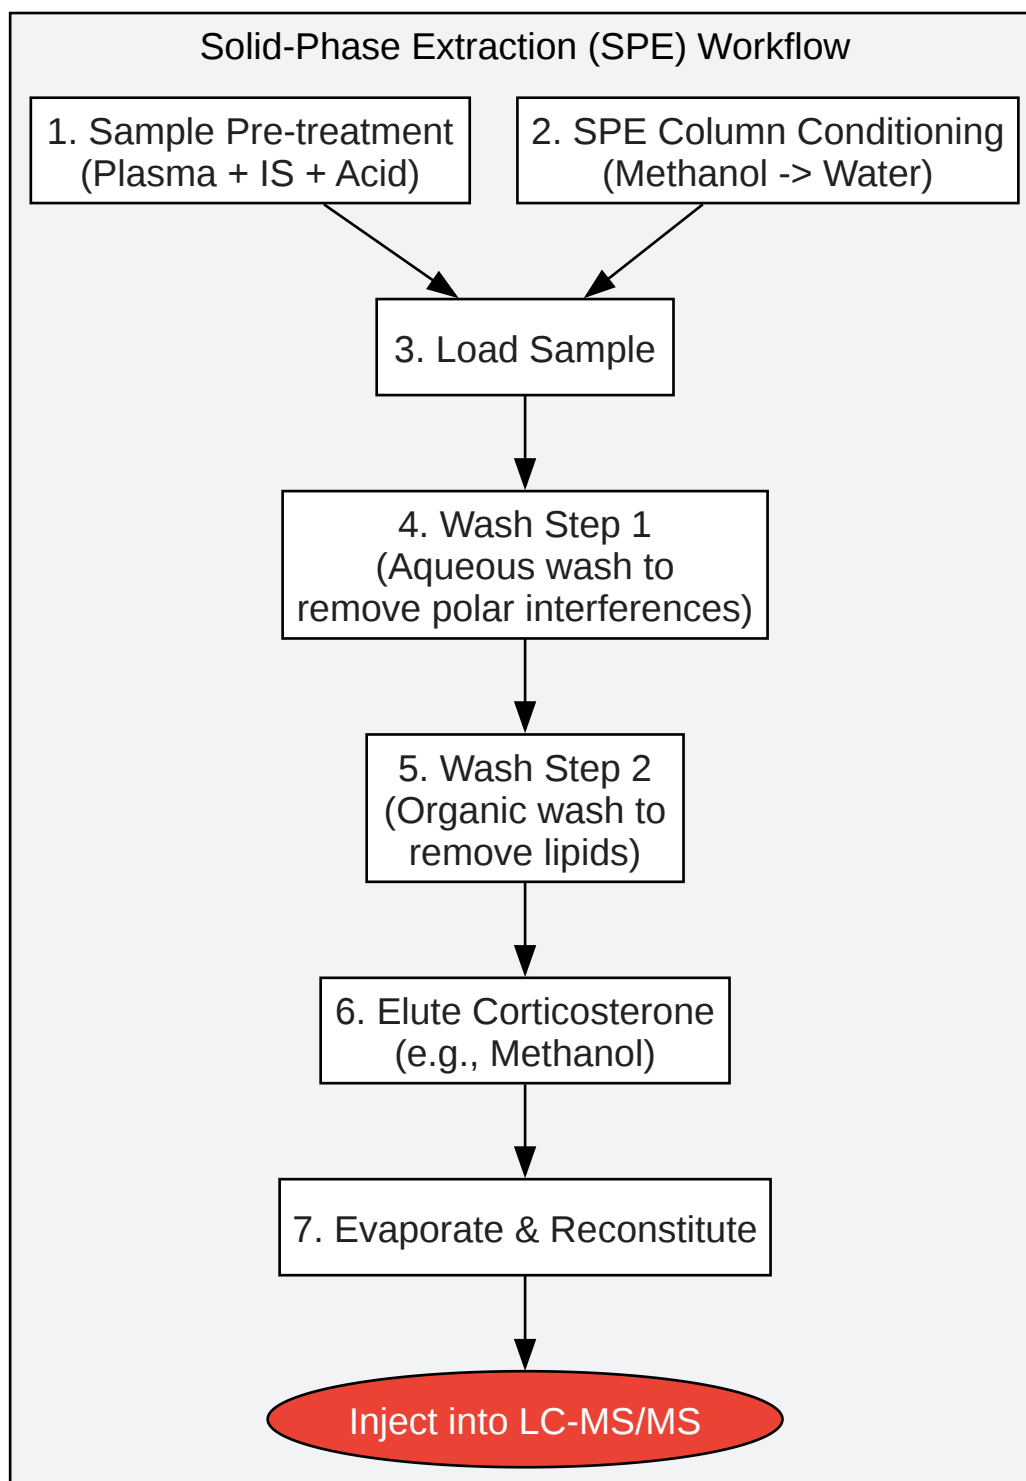 Solid-Phase Extraction (SPE) Workflow
1. Sample Pre-treatment
(Plasma + IS + Acid)
2. SPE Column Conditioning
(Methanol -> Water)
3. Load Sample
4. Wash Step 1
(Aqueous wash to
remove polar interferences)
5. Wash Step 2
(Organic wash to
remove lipids)
6. Elute Corticosterone
(e.g., Methanol)
7. Evaporate & Reconstitute
Inject into LC-MS/MS